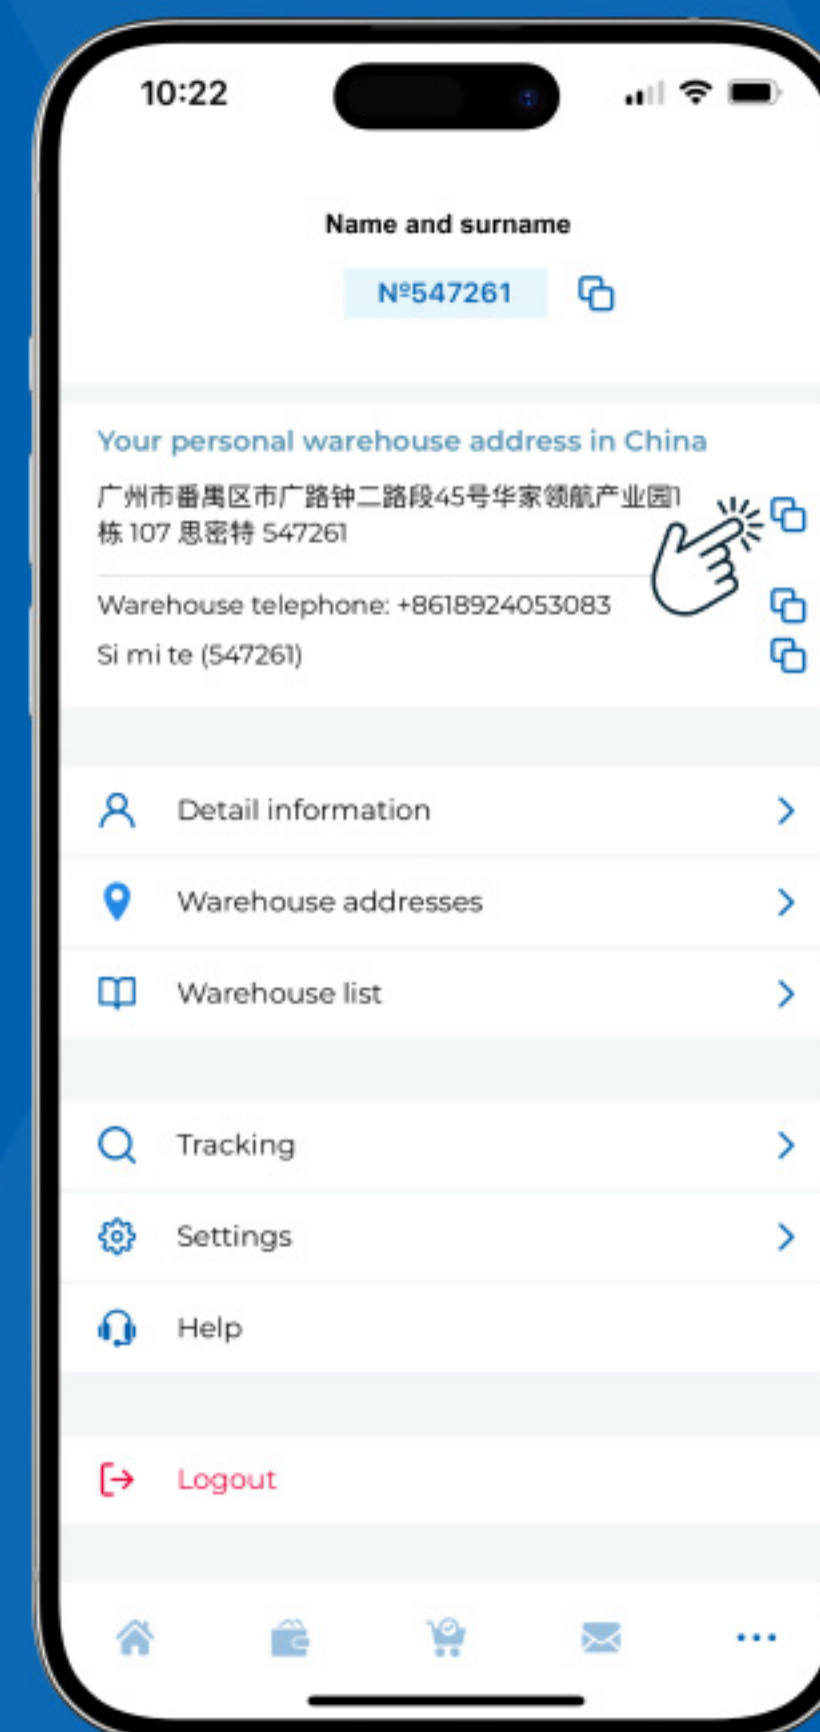 10:22
Name and surname
Nº547261
Your personal warehouse address in China
广州市番禺区市广路钟二路段45号华家领航产业园1
栋 107 思密特 547261
Warehouse telephone: +8618924053083
Si mi te (547261)
Detail information
Warehouse addresses
Warehouse list
Tracking
Settings
Help
Logout